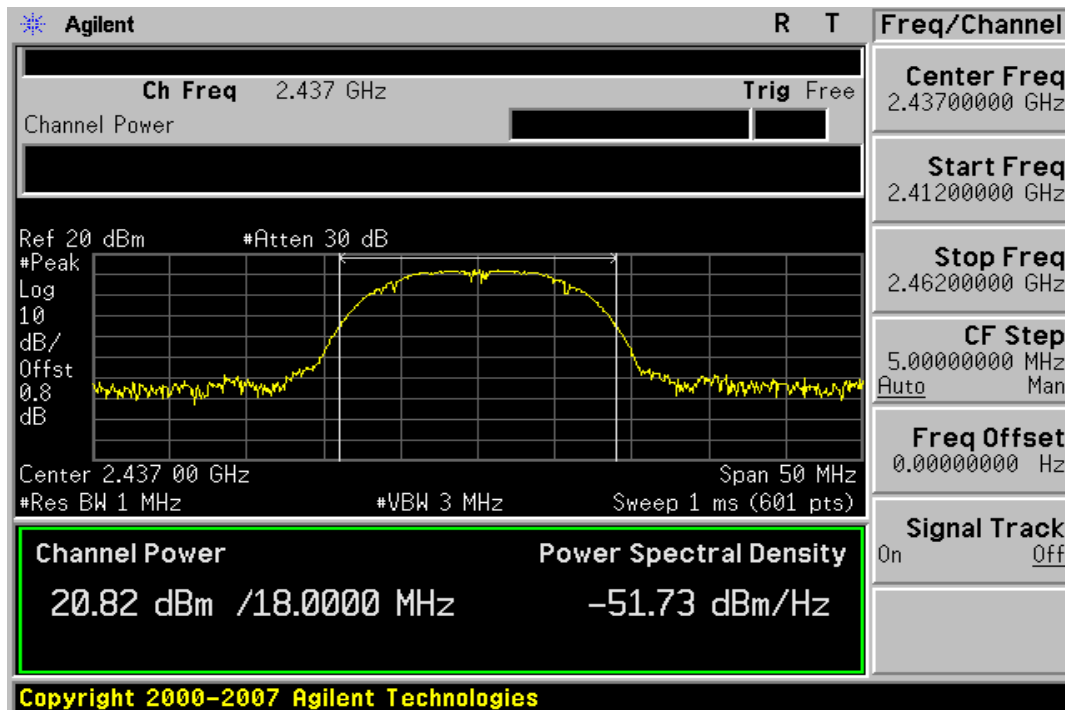 Agilent R T
Ch Freq 2.437 GHz Trig Free
Channel Power
Ref 20 dBm #Atten 30 dB
#Peak
Log
10
dB/
Offst
0.8
dB
Center 2.437 00 GHz Span 50 MHz
#Res BW 1 MHz #VBW 3 MHz Sweep 1 ms (601 pts)
Channel Power Power Spectral Density
20.82 dBm /18.0000 MHz -51.73 dBm/Hz
Copyright 2000-2007 Agilent Technologies
Freq/Channel
Center Freq
2.43700000 GHz
Start Freq
2.41200000 GHz
Stop Freq
2.46200000 GHz
CF Step
5.00000000 MHz
Auto Man
Freq Offset
0.00000000 Hz
Signal Track
On Off